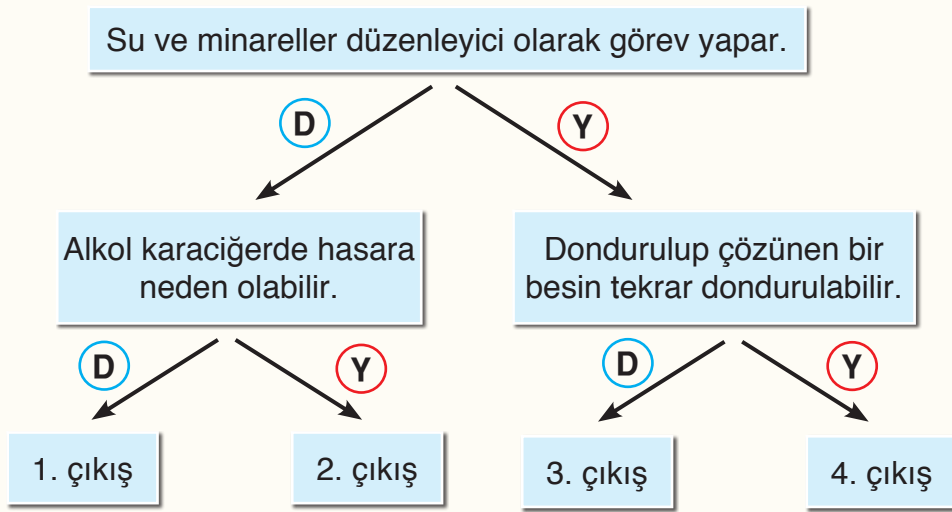 Su ve minareller düzenleyici olarak görev yapar.
D
Y
Alkol karaciğerde hasara
neden olabilir.
Dondurulup çözünen bir
besin tekrar dondurulabilir.
D
Y
D
Y
1. çıkış
2. çıkış
3. çıkış
4. çıkış